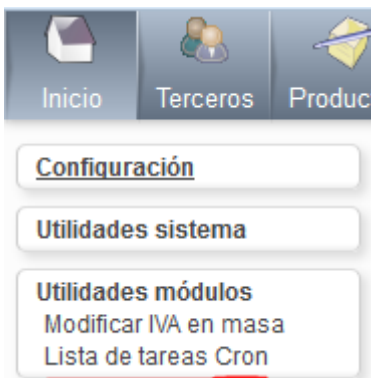 Inicio Terceros Produc
Configuración
Utilidades sistema
Utilidades módulos
Modificar IVA en masa
Lista de tareas Cron